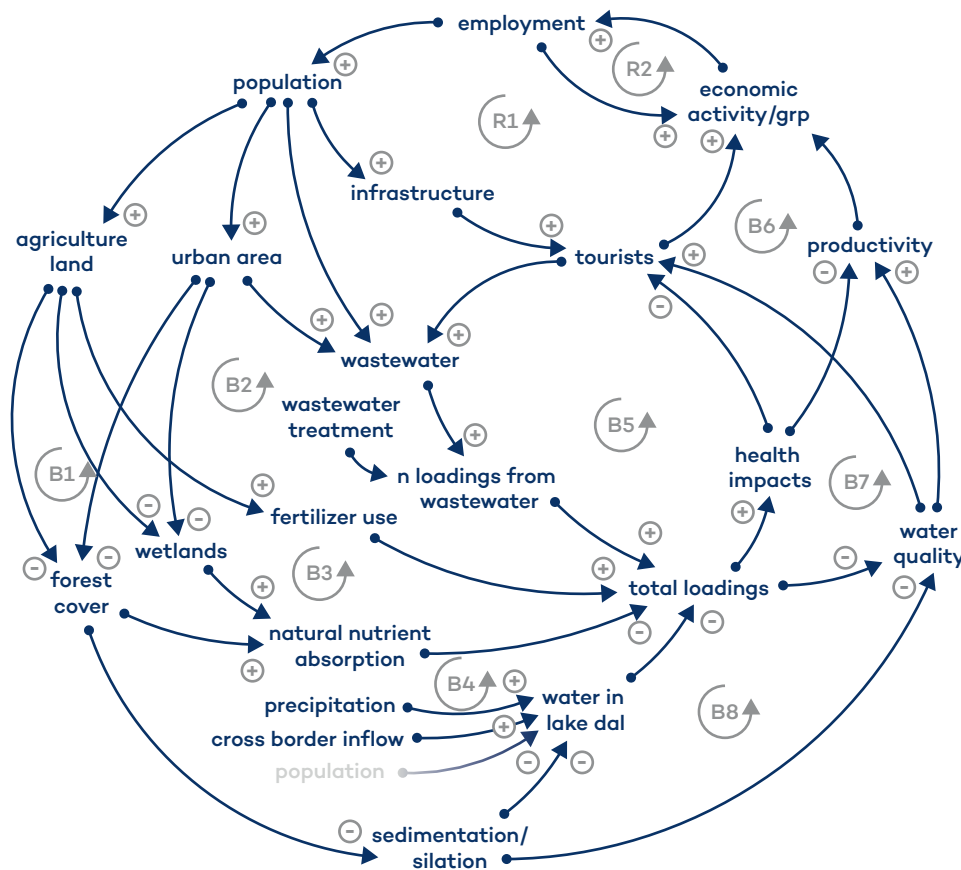 employment
+
R2
population
+
economic
activity/grp
R1
+
+
+
infrastructure
+
B6
agriculture
land
urban area
+
+
tourists
+
productivity
-
+
-
+
+
+
wastewater
B2
wastewater
treatment
B5
+
n loadings from
wastewater
health
impacts
B1
B7
+
fertilizer use
-
-
wetlands
+
water
quality
+
-
-
-
forest
cover
B3
+
+
total loadings
-
-
natural nutrient
absorption
+
-
-
B4
+
precipitation
water in
lake dal
B8
cross border inflow
+
population
-
-
-
sedimentation/
silation